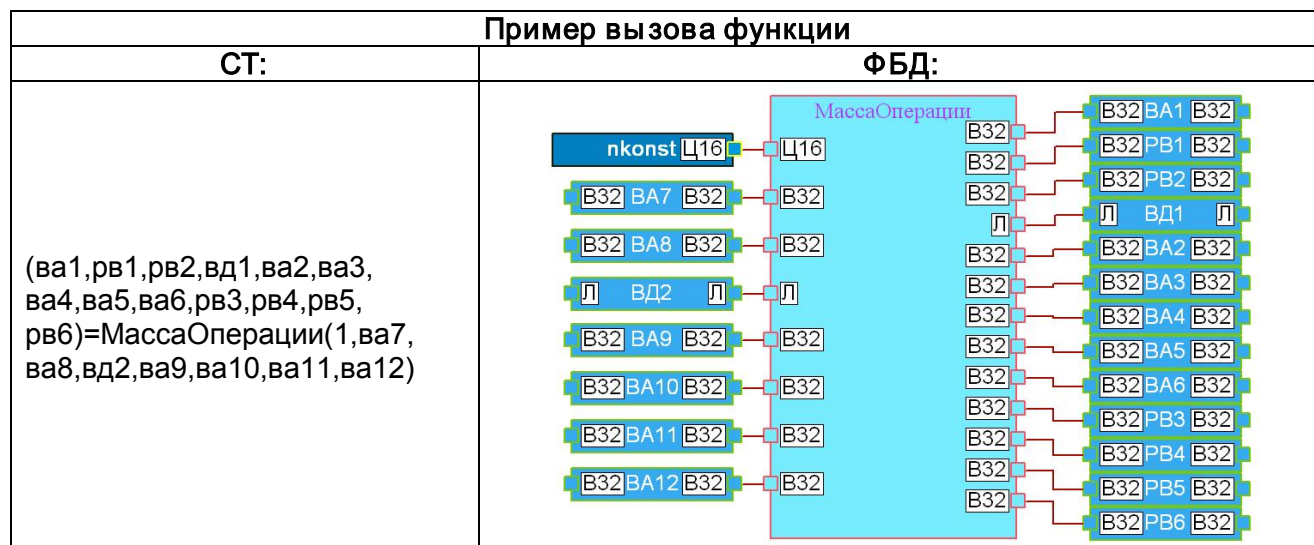 Пример вызова функции
СТ:
ФБД:
(ва1,рв1,рв2,вд1,ва2,ва3,
ва4,ва5,ва6,рв3,рв4,рв5,
рв6)=МассаОперации(1,ва7,
ва8,вд2,ва9,ва10,ва11,ва12)
nkonst Ц16
В32 ВА7 В32
В32 ВА8 В32
Л ВД2 Л
В32 ВА9 В32
В32 ВА10 В32
В32 ВА11 В32
В32 ВА12 В32
МассаОперации
Ц16
В32
В32
Л
В32
В32
В32
В32
В32
В32
В32
Л
В32
В32
В32
В32
В32
В32
В32
В32
В32
В32 ВА1 В32
В32 РВ1 В32
В32 РВ2 В32
Л ВД1 Л
В32 ВА2 В32
В32 ВА3 В32
В32 ВА4 В32
В32 ВА5 В32
В32 ВА6 В32
В32 РВ3 В32
В32 РВ4 В32
В32 РВ5 В32
В32 РВ6 В32